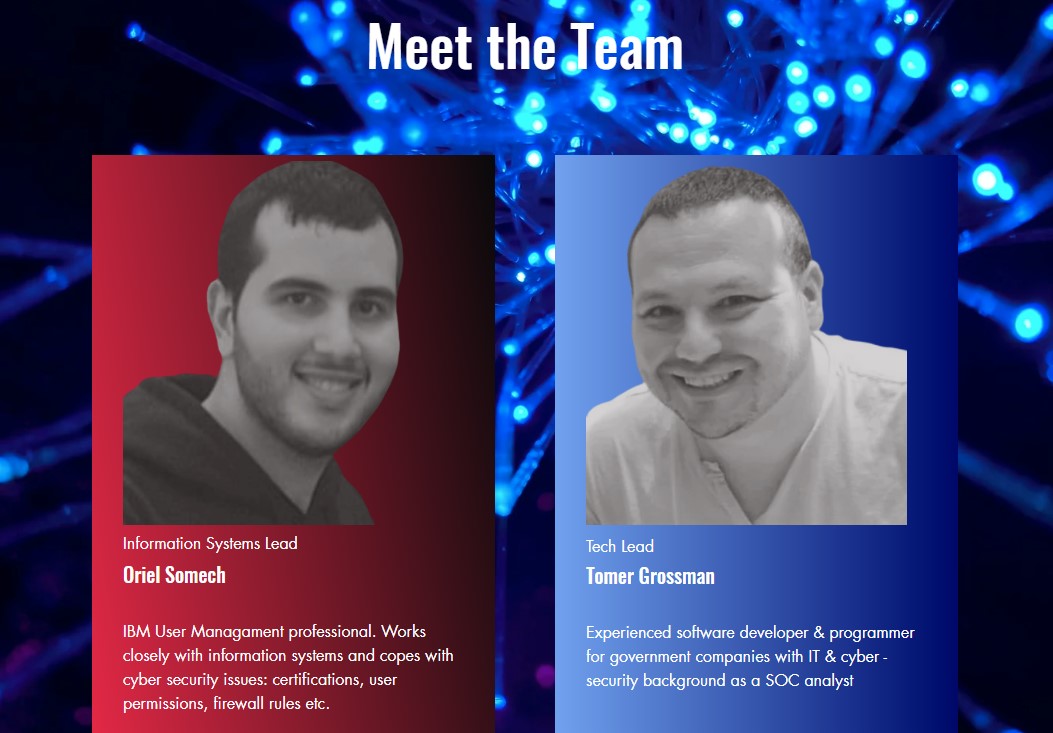 Meet the Team
Information Systems Lead
Oriel Somech
IBM User Managament professional. Works
closely with information systems and copes with
cyber security issues: certifications, user
permissions, firewall rules etc.
Tech Lead
Tomer Grossman
Experienced software developer & programmer
for government companies with IT & cyber -
security background as a SOC analyst